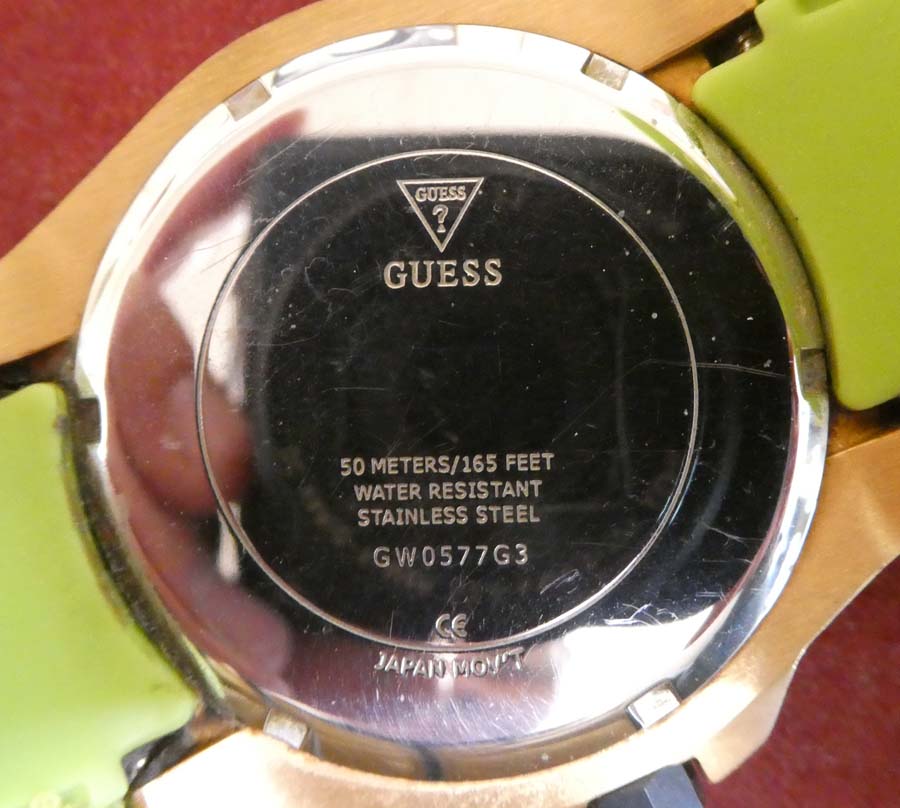 GUESS
?
GUESS
50 METERS/165 FEET
WATER RESISTANT
STAINLESS STEEL
GW0577G3
CE
JAPAN MOV'T